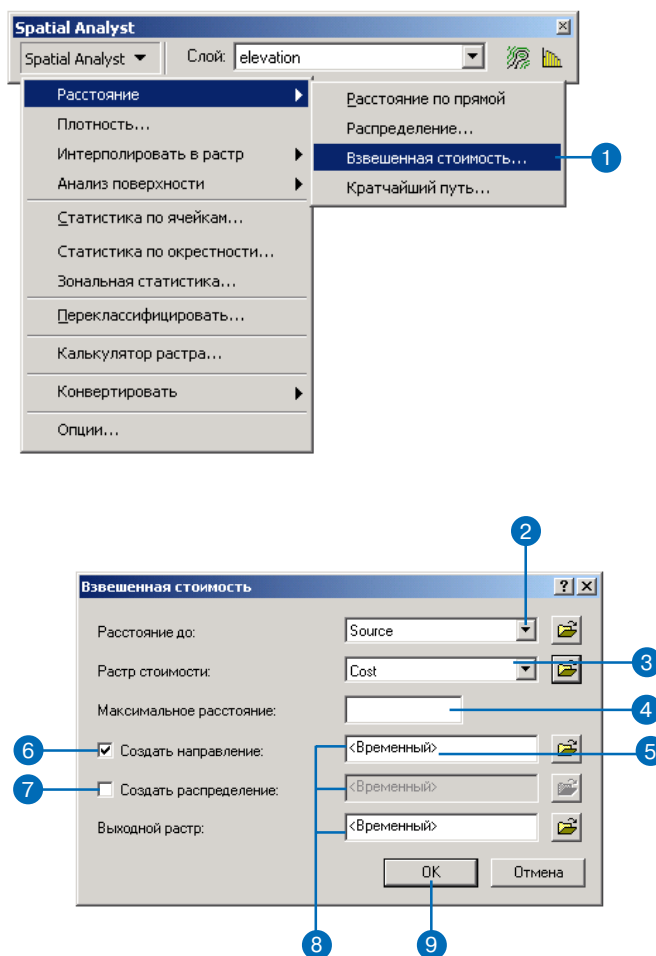 Spatial Analyst
Spatial Analyst Слой: elevation
Расстояние
Плотность...
Интерполировать в растр
Анализ поверхности
Статистика по ячейкам...
Статистика по окрестности...
Зональная статистика...
Переклассифицировать...
Калькулятор растра...
Конвертировать
Опции...
Расстояние по прямой
Распределение...
Взвешенная стоимость...
Кратчайший путь...
1
2
Взвешенная стоимость
Расстояние до: Source
Растр стоимости: Cost 3
Максимальное расстояние: 4
6 Создать направление: <Временный> 5
7 Создать распределение: <Временный>
Выходной растр: <Временный>
OK Отмена
8 9